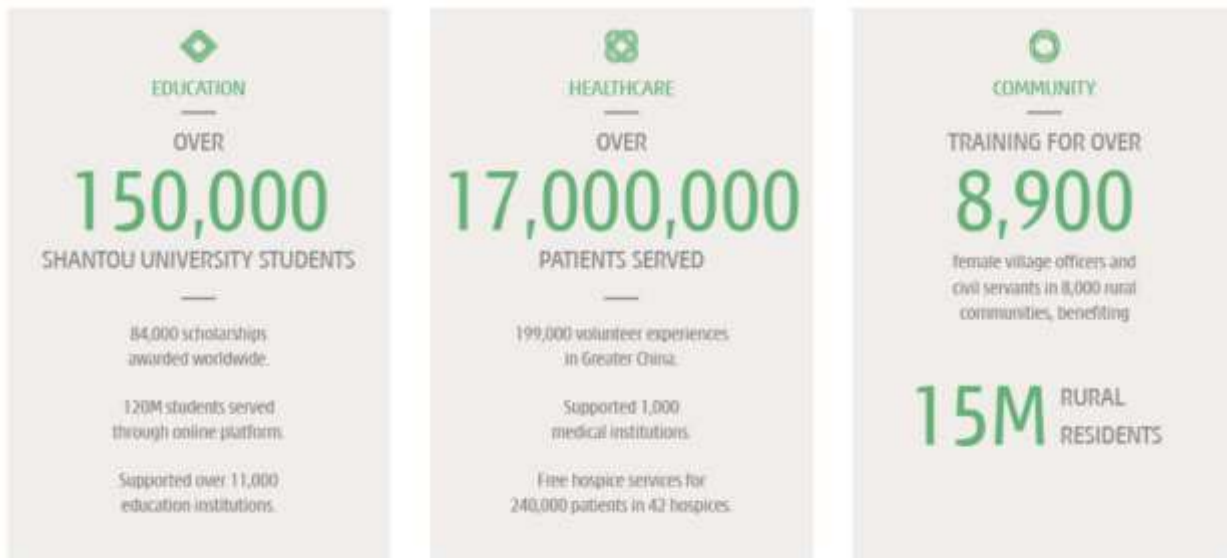 EDUCATION
OVER
150,000
SHANTOU UNIVERSITY STUDENTS
84,000 scholarships
awarded worldwide.
120M students served
through online platform.
Supported over 11,000
education institutions.
HEALTHCARE
OVER
17,000,000
PATIENTS SERVED
199,000 volunteer experiences
in Greater China.
Supported 1,000
medical institutions.
Free hospice services for
240,000 patients in 42 hospices.
COMMUNITY
TRAINING FOR OVER
8,900
female village officers and
civil servants in 8,000 rural
communities, benefiting
15M RURAL
RESIDENTS